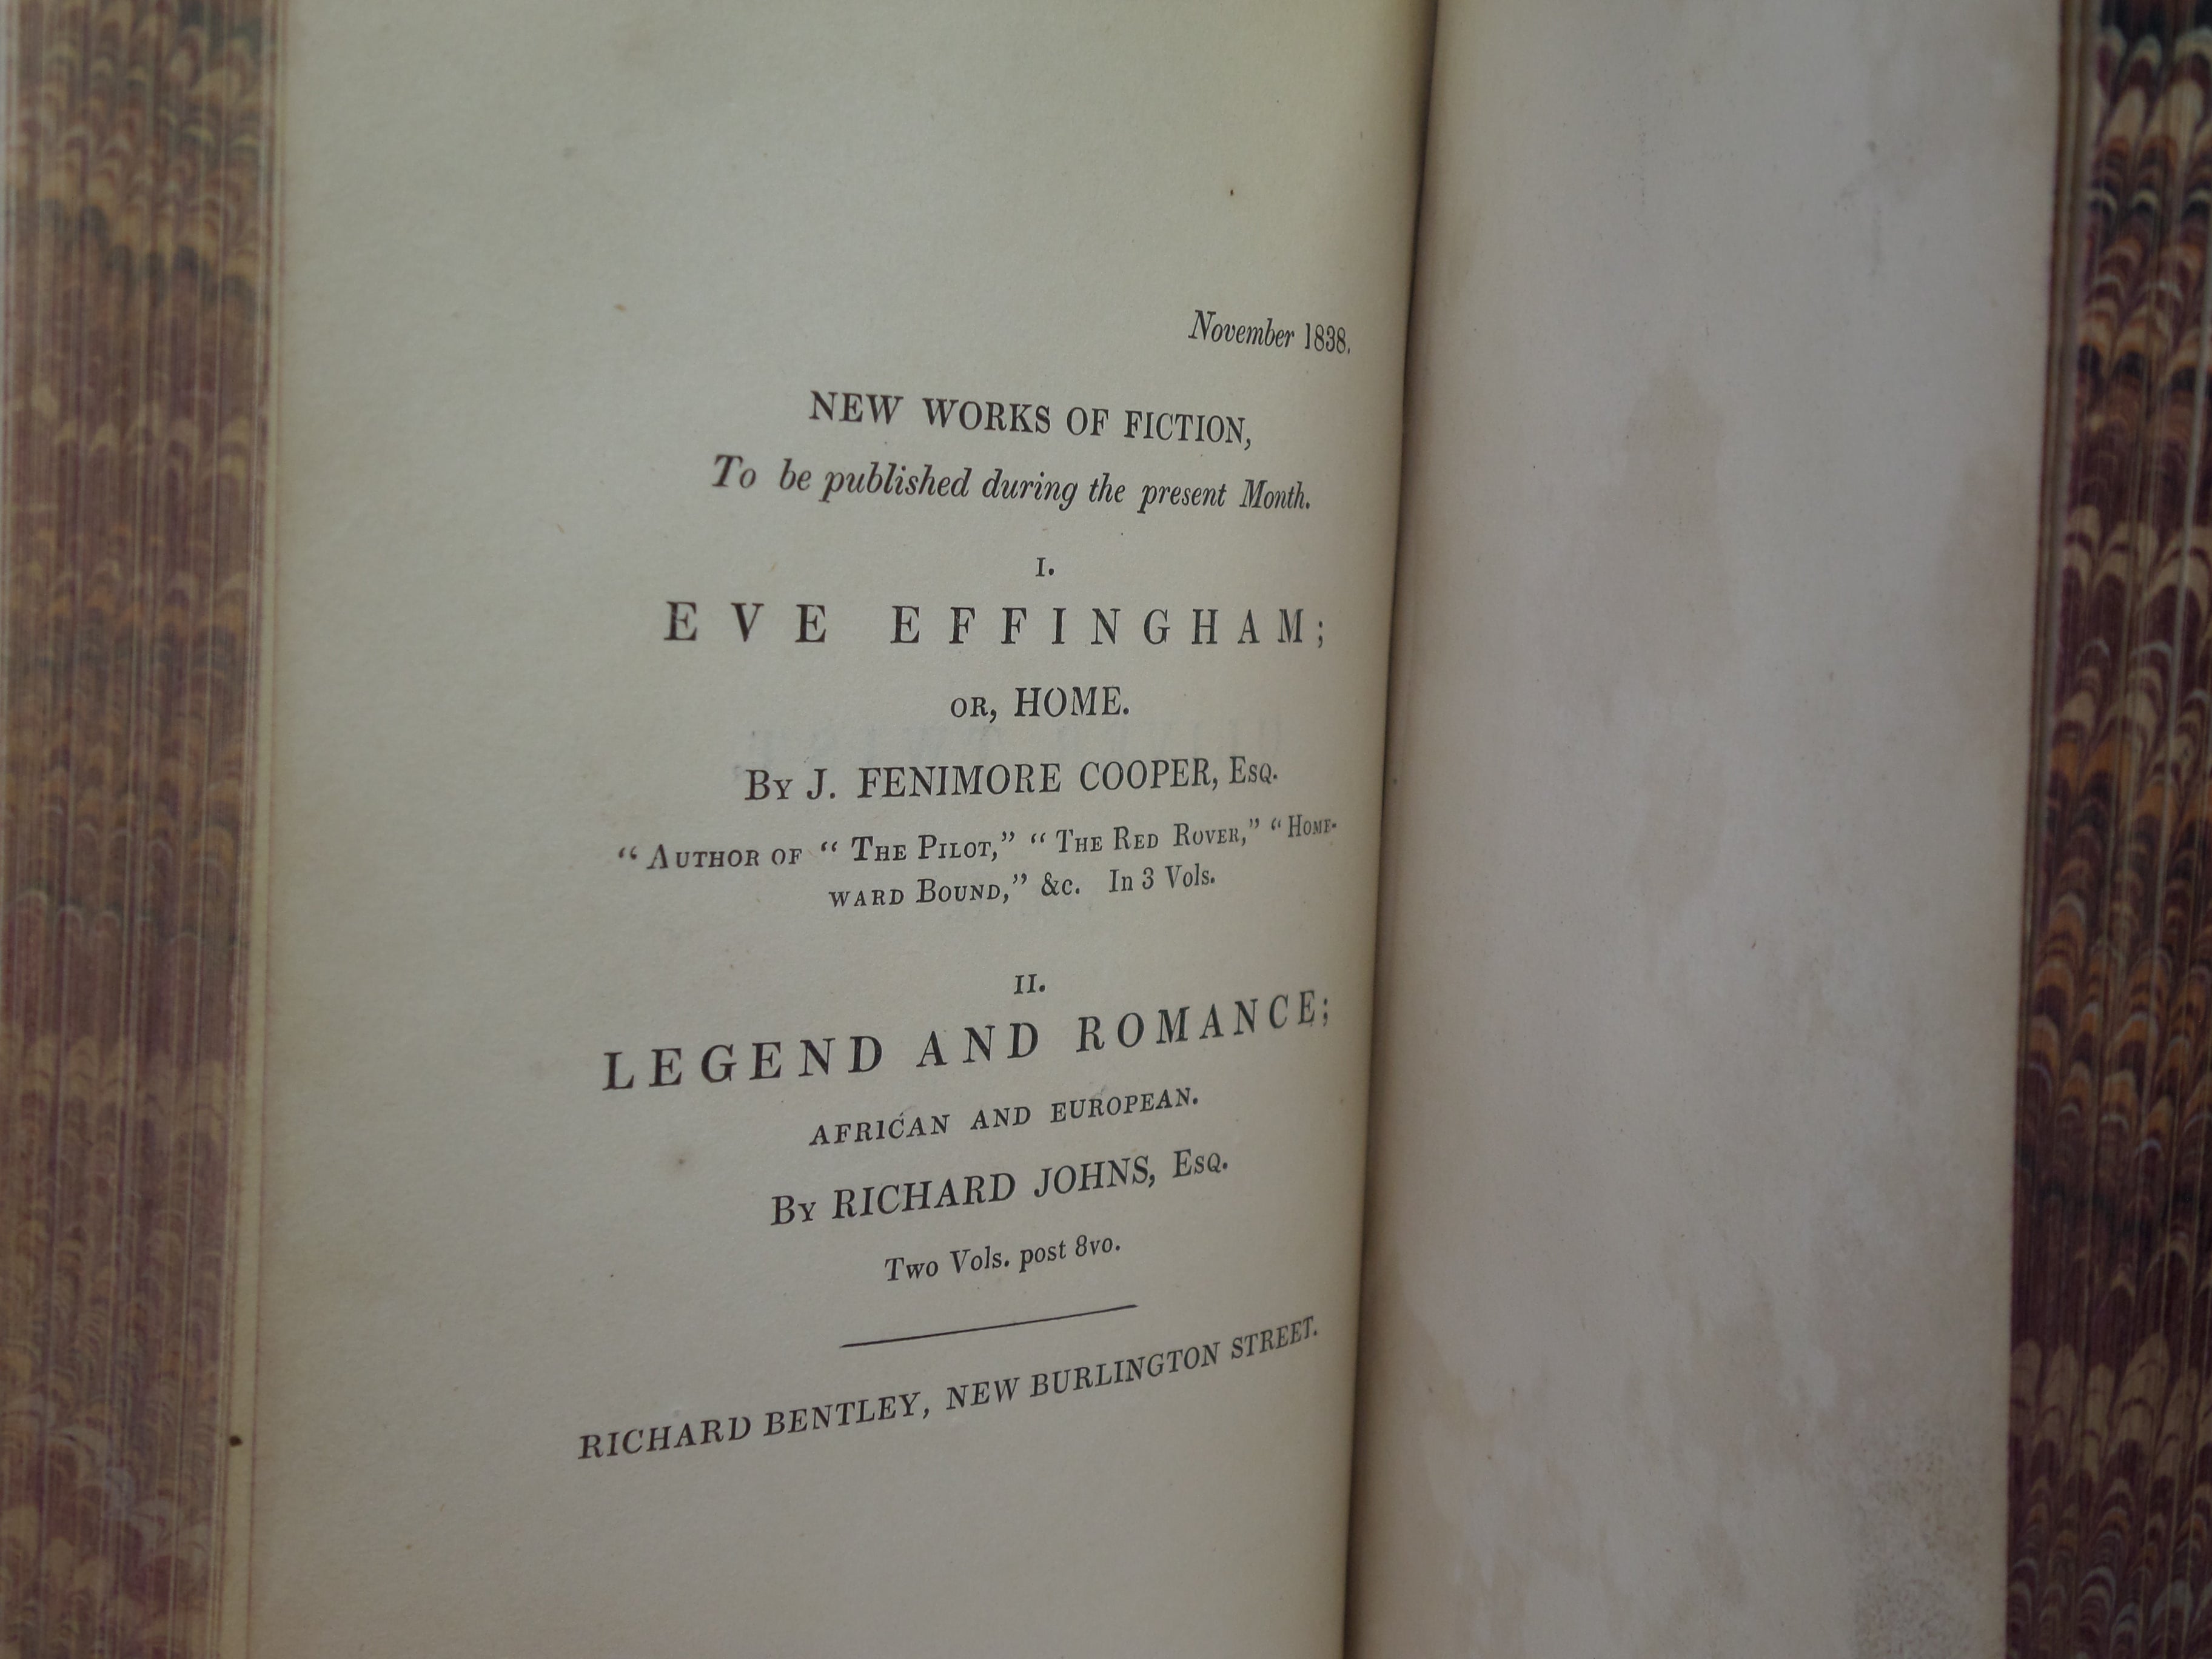 November 1838.
NEW WORKS OF FICTION,
To be published during the present Month.
I.
EVE EFFINGHAM;
OR, HOME.
BY J. FENIMORE COOPER, ESQ.
“ AUTHOR OF “ THE PILOT,” “ THE RED ROVER,” “ HOME-
WARD BOUND,” &c. In 3 Vols.
II.
LEGEND AND ROMANCE;
AFRICAN AND EUROPEAN.
BY RICHARD JOHNS, ESQ.
Two Vols. post 8vo.
RICHARD BENTLEY, NEW BURLINGTON STREET.